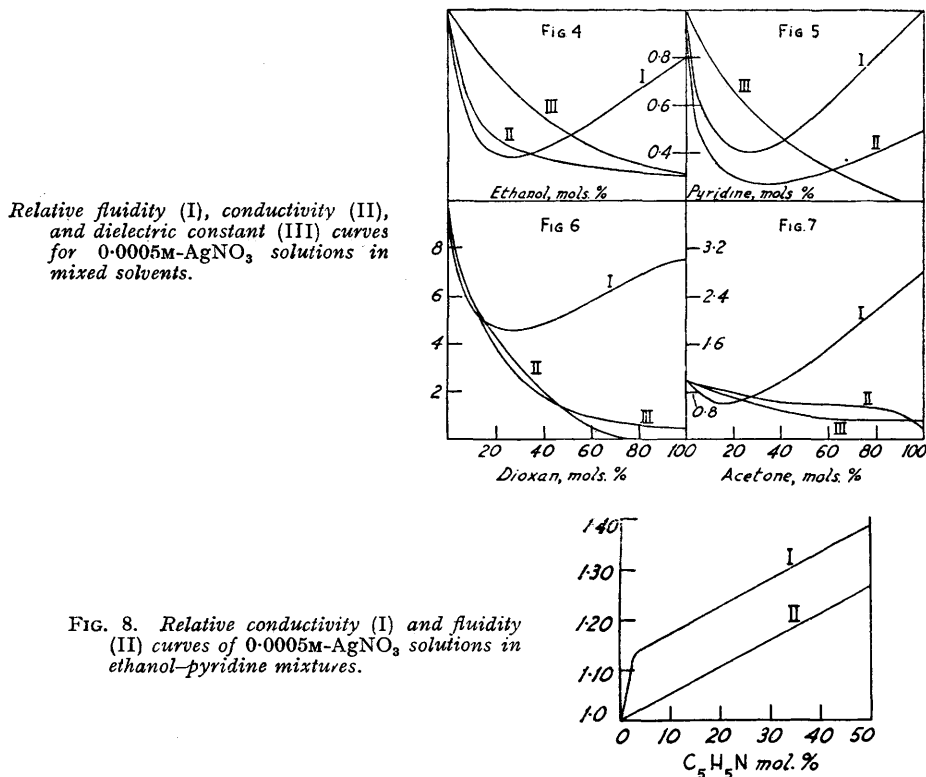 Relative fluidity (I), conductivity (II),
and dielectric constant (III) curves
for 0·0005M-AgNO₃ solutions in
mixed solvents.
FIG 4
I
III
II
Ethanol, mols. %
FIG 5
0·8
0·6
0·4
I
III
II
Pyridine, mols %
FIG 6
8
6
4
2
I
II
III
20 40 60 80 100
Dioxan, mols. %
FIG.7
3·2
2·4
1·6
0·8
I
II
III
20 40 60 80 100
Acetone, mols. %
FIG. 8. Relative conductivity (I) and fluidity
(II) curves of 0·0005M-AgNO₃ solutions in
ethanol–pyridine mixtures.
1·40
1·30
1·20
1·10
1·0
I
II
0 10 20 30 40 50
C₅H₅N mol. %